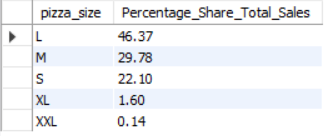 pizza_size Percentage_Share_Total_Sales
L 46.37
M 29.78
S 22.10
XL 1.60
XXL 0.14